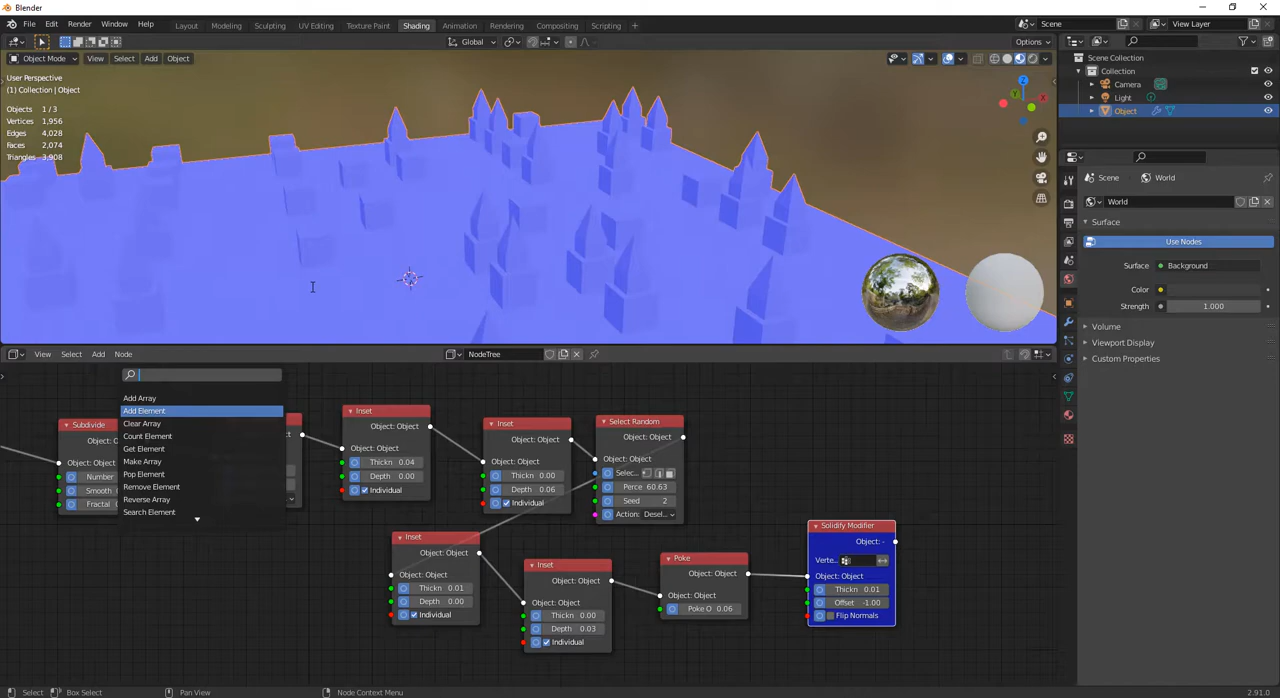 Blender
File Edit Render Window Help Layout Modeling Sculpting UV Editing Texture Paint Shading Animation Rendering Compositing Scripting + Scene View Layer
Global Options
Object Mode View Select Add Object
User Perspective
(1) Collection | Object
Objects 1 / 3
Vertices 1,956
Edges 4,028
Faces 2,074
Triangles 3,908
Z
Y
X
Scene Collection
Collection
Camera
Light
Object
Scene World
World
Surface
Use Nodes
Surface Background
Color
Strength 1.000
Volume
Viewport Display
Custom Properties
View Select Add Node NodeTree
Add Array
Add Element
Clear Array
Count Element
Get Element
Make Array
Pop Element
Remove Element
Reverse Array
Search Element
Subdivide
Object: Ob
Object: Object
Number
Smooth
Fractal
Inset
Object: Object
Object: Object
Thickn 0.04
Depth 0.00
Individual
Inset
Object: Object
Object: Object
Thickn 0.00
Depth 0.06
Individual
Select Random
Object: Object
Object: Object
Selec..
Perce 60.63
Seed 2
Action: Desel...
Inset
Object: Object
Object: Object
Thickn 0.01
Depth 0.00
Individual
Inset
Object: Object
Object: Object
Thickn 0.00
Depth 0.03
Individual
Poke
Object: Object
Object: Object
Poke O 0.06
Solidify Modifier
Object: -
Verte..
Object: Object
Thickn 0.01
Offset -1.00
Flip Normals
Select Box Select Pan View Node Context Menu 2.91.0